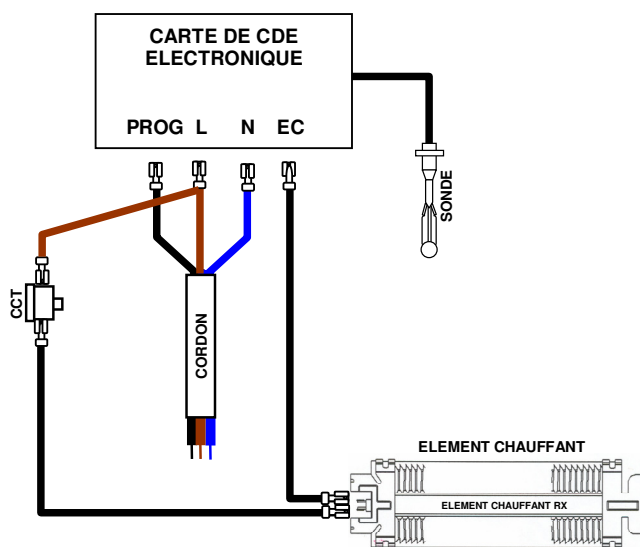 CARTE DE CDE
ELECTRONIQUE
PROG L N EC
SONDE
CCT
CORDON
ELEMENT CHAUFFANT
ELEMENT CHAUFFANT RX